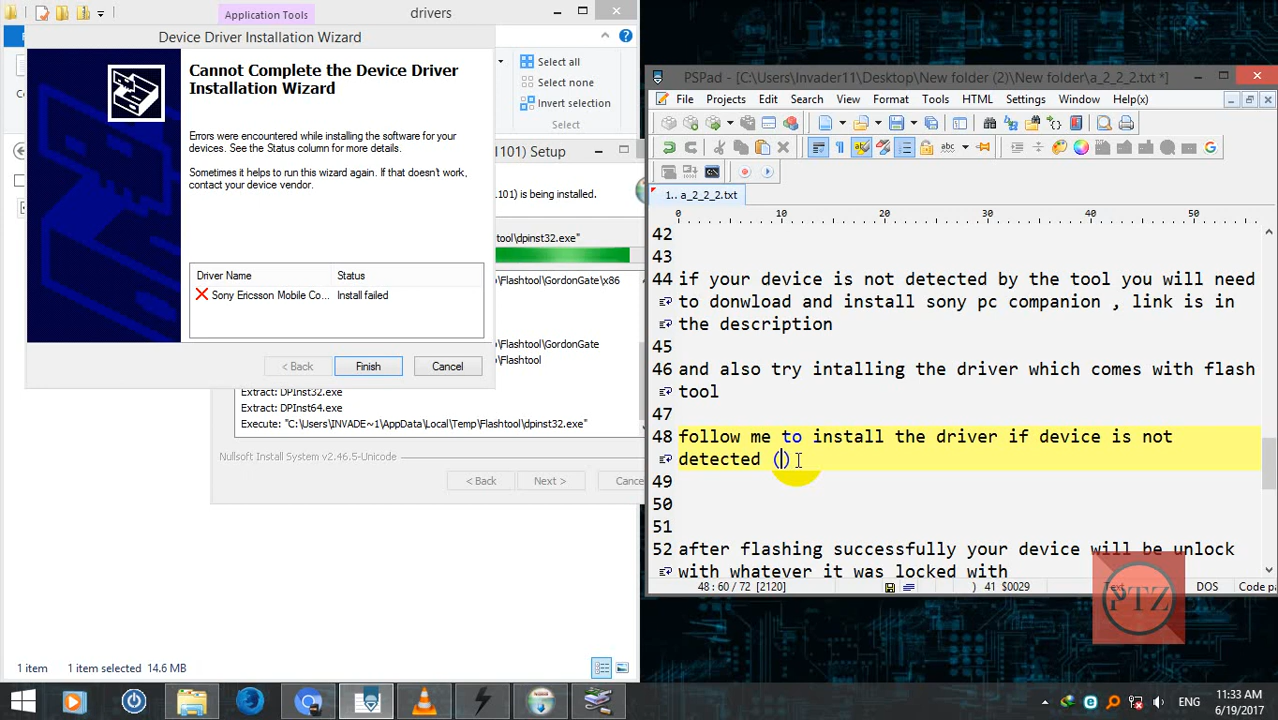 Application Tools
drivers
Device Driver Installation Wizard
Cannot Complete the Device Driver
Installation Wizard
Errors were encountered while installing the software for your
devices. See the Status column for more details.
Sometimes it helps to run this wizard again. If that doesn't work,
contact your device vendor.
Driver Name
Status
Sony Ericsson Mobile Co...
Install failed
< Back
Finish
Cancel
Select all
Select none
Invert selection
Select
101) Setup
.101) is being installed.
Flashtool\dpinst32.exe"
Flashtool\GordonGate\x86
Flashtool\GordonGate
Flashtool
Extract: DPInst32.exe
Extract: DPInst64.exe
Execute: "C:\Users\INVADE~1\AppData\Local\Temp\Flashtool\dpinst32.exe"
Nullsoft Install System v2.46.5-Unicode
< Back
Next >
Cance
1 item
1 item selected
14.6 MB
PSPad - [C:\Users\Invader11\Desktop\New folder (2)\New folder\a_2_2_2.txt *]
File Projects Edit Search View Format Tools HTML Settings Window Help(x)
1.. a_2_2_2.txt
0 10 20 30 40 50
42
43
44 if your device is not detected by the tool you will need
to donwload and install sony pc companion , link is in
the description
45
46 and also try intalling the driver which comes with flash
tool
47
48 follow me to install the driver if device is not
detected ()
49
50
51
52 after flashing successfully your device will be unlock
with whatever it was locked with
48 : 60 / 72 [2120]
) 41 $0029
Text
DOS
Code p
PTZ
ENG
11:33 AM
6/19/2017